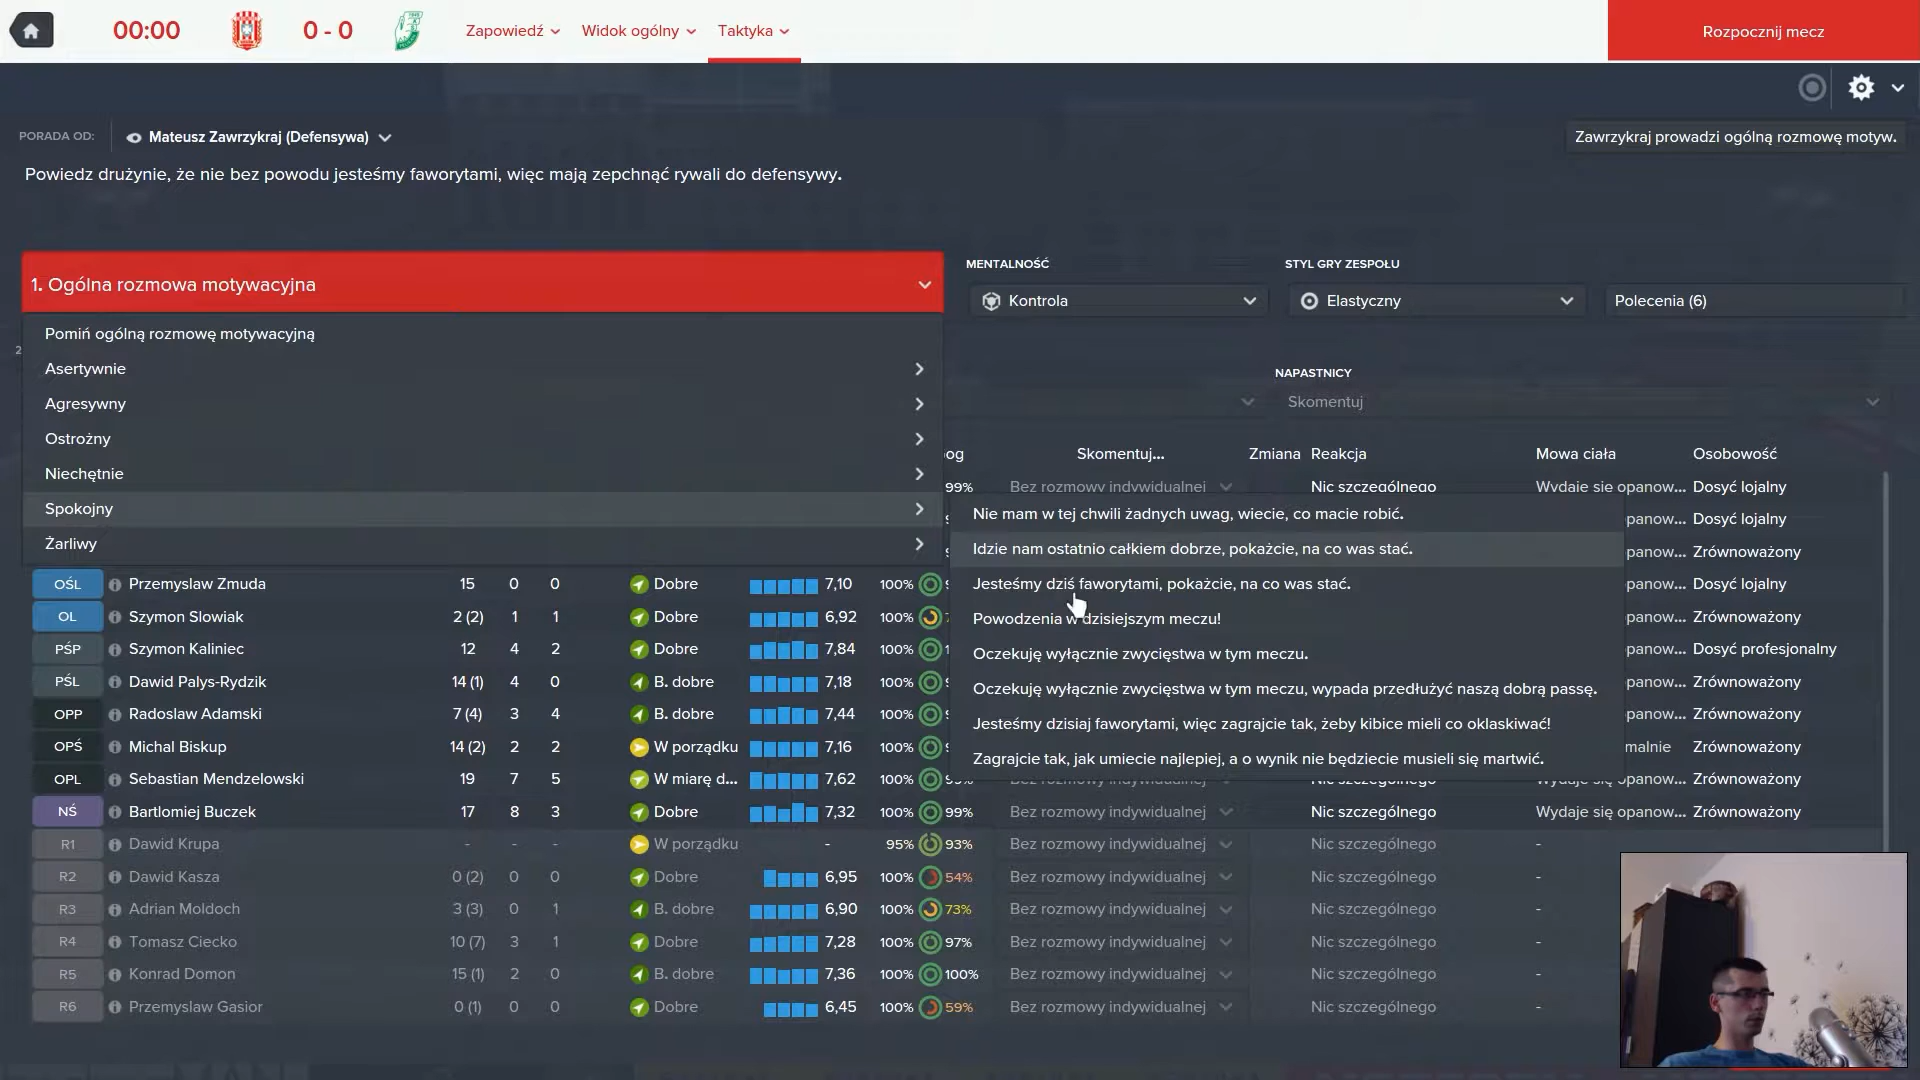 00:00
0 - 0
Zapowiedź
Widok ogólny
Taktyka
Rozpocznij mecz
PORADA OD:
Mateusz Zawrzykraj (Defensywa)
Zawrzykraj prowadzi ogólną rozmowę motyw.
Powiedz drużynie, że nie bez powodu jesteśmy faworytami, więc mają zepchnąć rywali do defensywy.
1. Ogólna rozmowa motywacyjna
MENTALNOŚĆ
Kontrola
STYL GRY ZESPOŁU
Elastyczny
Polecenia (6)
Pomiń ogólną rozmowę motywacyjną
Asertywnie
Agresywny
Ostrożny
Niechętnie
Spokojny
Żarliwy
NAPASTNICY
Skomentuj
Skomentuj... Zmiana Reakcja Mowa ciała Osobowość
99% Bez rozmowy indywidualnej Nic szczególnego Wydaje się opanow... Dosyć lojalny
panow... Dosyć lojalny
panow... Zrównoważony
Nie mam w tej chwili żadnych uwag, wiecie, co macie robić.
Idzie nam ostatnio całkiem dobrze, pokażcie, na co was stać.
Jesteśmy dziś faworytami, pokażcie, na co was stać.
Powodzenia w dzisiejszym meczu!
Oczekuję wyłącznie zwycięstwa w tym meczu.
Oczekuję wyłącznie zwycięstwa w tym meczu, wypada przedłużyć naszą dobrą passę.
Jesteśmy dzisiaj faworytami, więc zagrajcie tak, żeby kibice mieli co oklaskiwać!
Zagrajcie tak, jak umiecie najlepiej, a o wynik nie będziecie musieli się martwić.
OŚL Przemyslaw Zmuda 15 0 0 Dobre 7,10 100% panow... Dosyć lojalny
OL Szymon Slowiak 2 (2) 1 1 Dobre 6,92 100% panow... Zrównoważony
PŚP Szymon Kaliniec 12 4 2 Dobre 7,84 100% panow... Dosyć profesjonalny
PŚL Dawid Palys-Rydzik 14 (1) 4 0 B. dobre 7,18 100% panow... Zrównoważony
OPP Radoslaw Adamski 7 (4) 3 4 B. dobre 7,44 100% panow... Zrównoważony
OPŚ Michal Biskup 14 (2) 2 2 W porządku 7,16 100% malnie Zrównoważony
OPL Sebastian Mendzelowski 19 7 5 W miarę d... 7,62 100% Bez rozmowy indywidualnej Nic szczególnego Wydaje się opanow... Zrównoważony
NŚ Bartlomiej Buczek 17 8 3 Dobre 7,32 100% 99% Bez rozmowy indywidualnej Nic szczególnego Wydaje się opanow... Zrównoważony
R1 Dawid Krupa - - - W porządku - 95% 93% Bez rozmowy indywidualnej Nic szczególnego -
R2 Dawid Kasza 0 (2) 0 0 Dobre 6,95 100% 54% Bez rozmowy indywidualnej Nic szczególnego -
R3 Adrian Moldoch 3 (3) 0 1 B. dobre 6,90 100% 73% Bez rozmowy indywidualnej Nic szczególnego -
R4 Tomasz Ciecko 10 (7) 3 1 Dobre 7,28 100% 97% Bez rozmowy indywidualnej Nic szczególnego -
R5 Konrad Domon 15 (1) 2 0 B. dobre 7,36 100% 100% Bez rozmowy indywidualnej Nic szczególnego -
R6 Przemyslaw Gasior 0 (1) 0 0 Dobre 6,45 100% 59% Bez rozmowy indywidualnej Nic szczególnego -